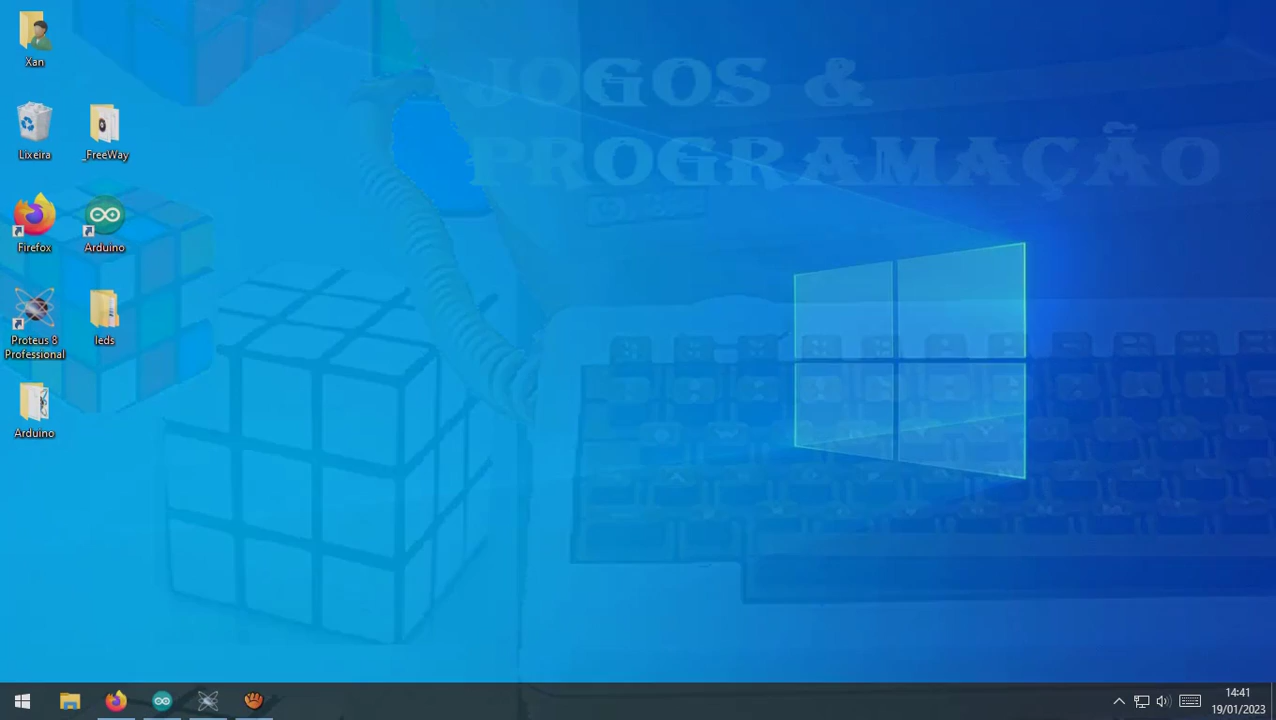 JOGOS &
PROGRAMAÇÃO
Xan
Lixeira
_FreeWay
Firefox
Arduino
Proteus 8
Professional
leds
Arduino
14:41
19/01/2023